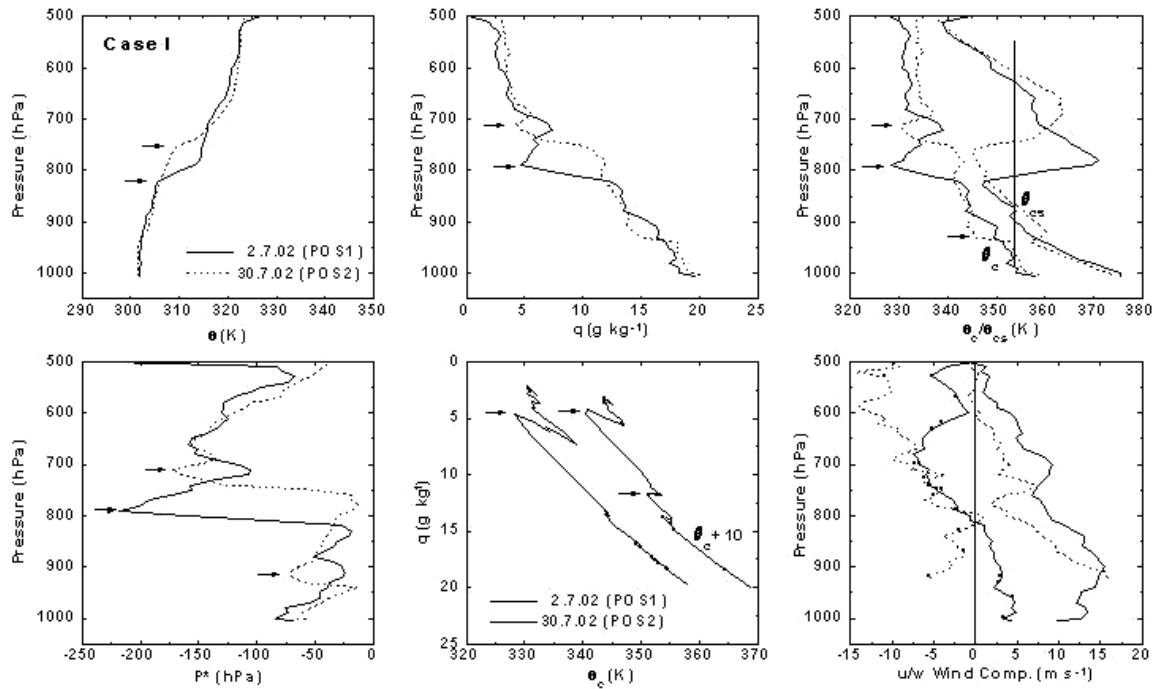 Case I
500
600
700
800
900
1000
Pressure (hPa)
2.7.02 (POS1)
30.7.02 (POS2)
290 300 310 320 330 340 350
θ (K)
500
600
700
800
900
1000
Pressure (hPa)
0 5 10 15 20 25
q (g kg-1)
500
600
700
800
900
1000
Pressure (hPa)
θes
θe
330 340 350 360 370 380
θe/θes (K)
500
600
700
800
900
1000
Pressure (hPa)
-250 -200 -150 -100 -50 0
P* (hPa)
0
5
10
15
20
25
q (g kg1)
θe + 10
2.7.02 (POS1)
30.7.02 (POS2)
320 330 340 350 360 370
θe (K)
500
600
700
800
900
1000
Pressure (hPa)
-15 -10 -5 0 5 10 15 20
u/v Wind Comp. (m s-1)